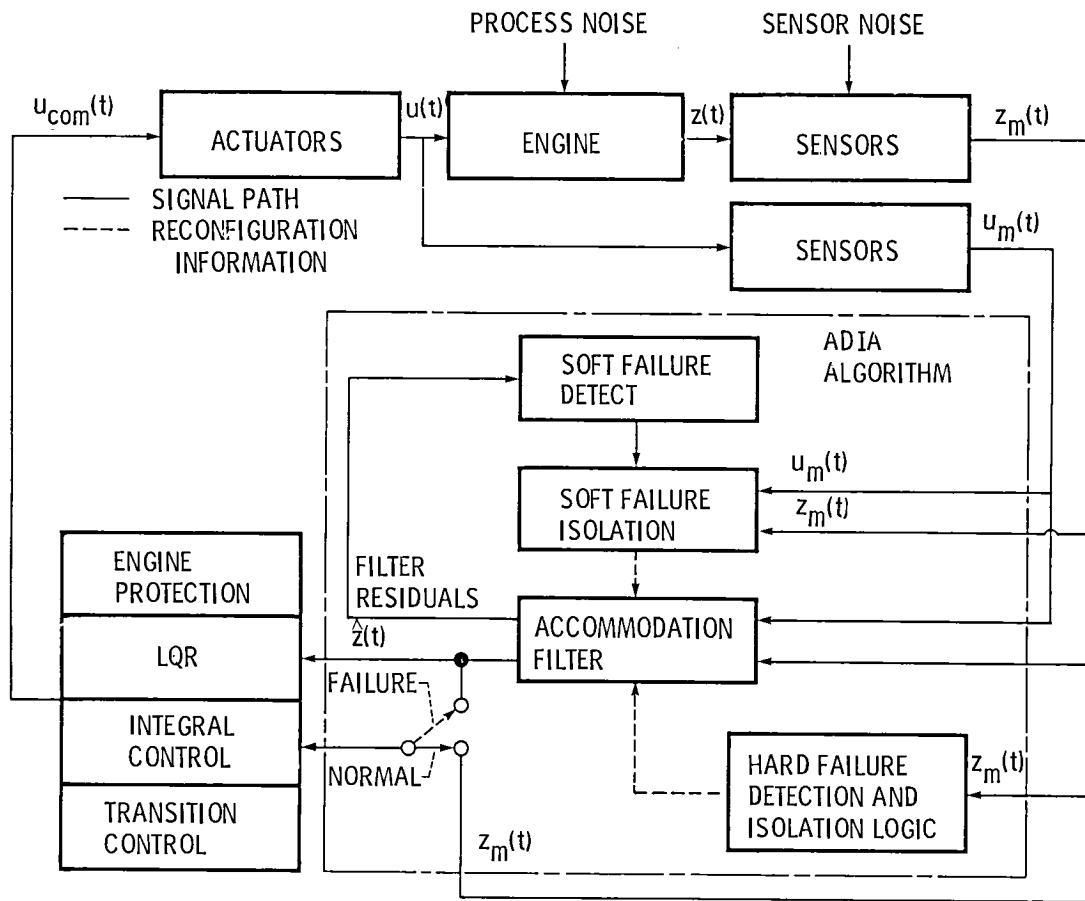 PROCESS NOISE
SENSOR NOISE
u_com(t)
ACTUATORS
u(t)
ENGINE
z(t)
SENSORS
z_m(t)
SIGNAL PATH
RECONFIGURATION
INFORMATION
SENSORS
u_m(t)
ADIA
ALGORITHM
SOFT FAILURE
DETECT
SOFT FAILURE
ISOLATION
u_m(t)
z_m(t)
ENGINE
PROTECTION
LQR
INTEGRAL
CONTROL
TRANSITION
CONTROL
FILTER
RESIDUALS
ẑ(t)
ACCOMMODATION
FILTER
FAILURE
NORMAL
HARD FAILURE
DETECTION AND
ISOLATION LOGIC
z_m(t)
z_m(t)